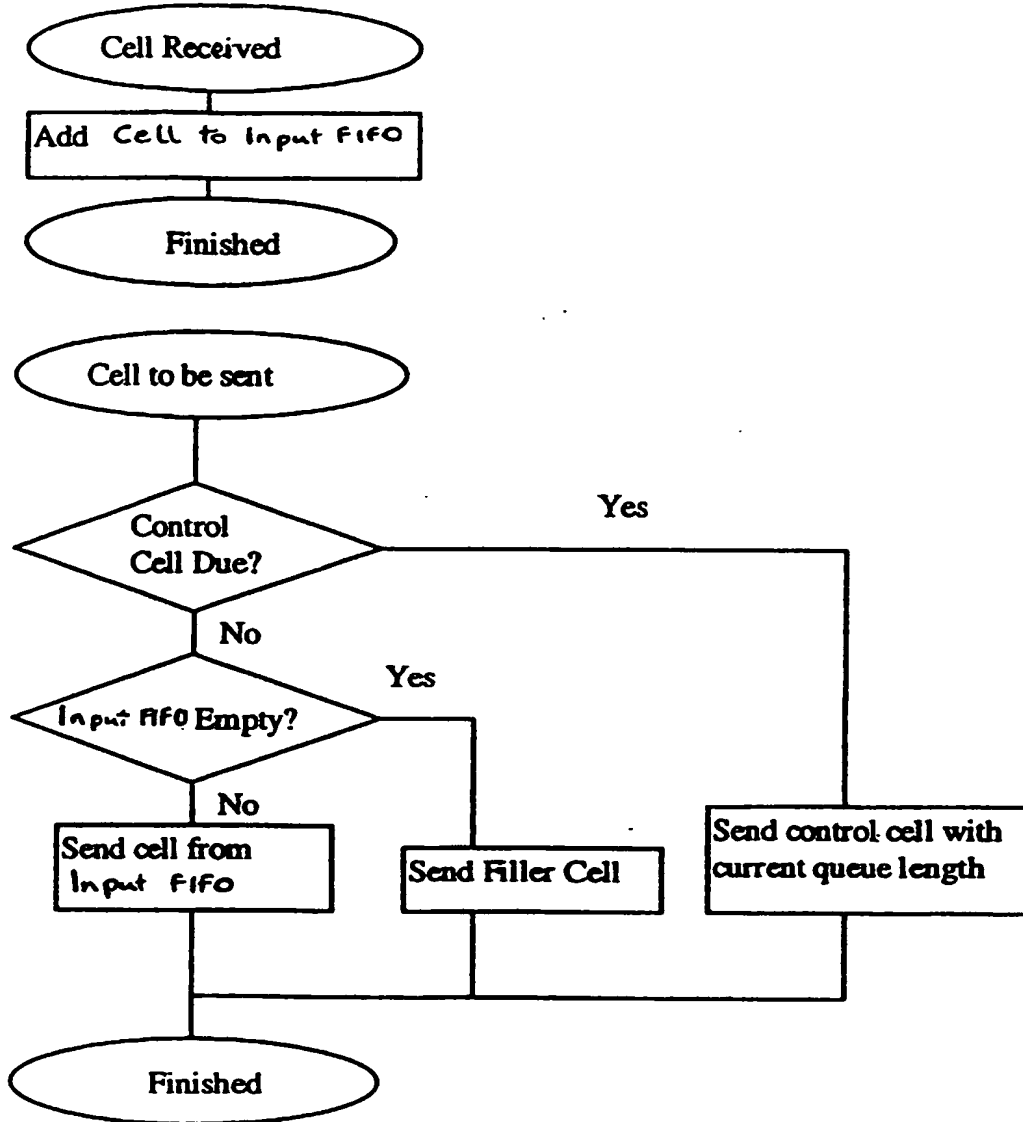 Cell Received
Add Cell to Input FIFO
Finished
Cell to be sent
Control
Cell Due?
Yes
No
Input FIFO Empty?
Yes
No
Send cell from
Input FIFO
Send Filler Cell
Send control cell with
current queue length
Finished